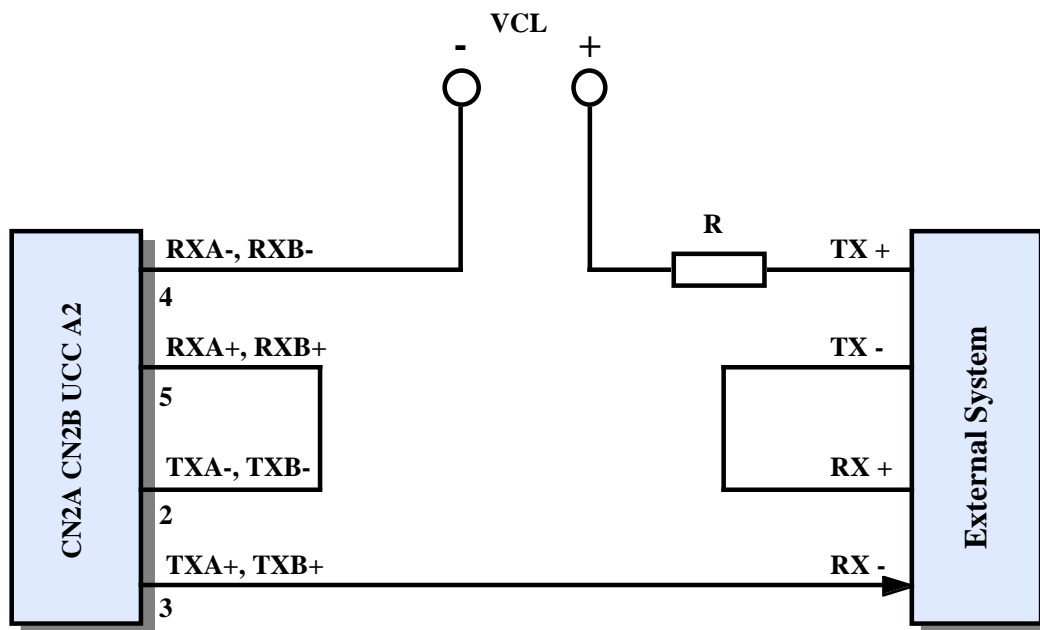 VCL
- +
R
RXA-, RXB-
TX +
4
RXA+, RXB+
TX -
5
TXA-, TXB-
RX +
2
TXA+, TXB+
RX -
3
CN2A CN2B UCC A2
External System